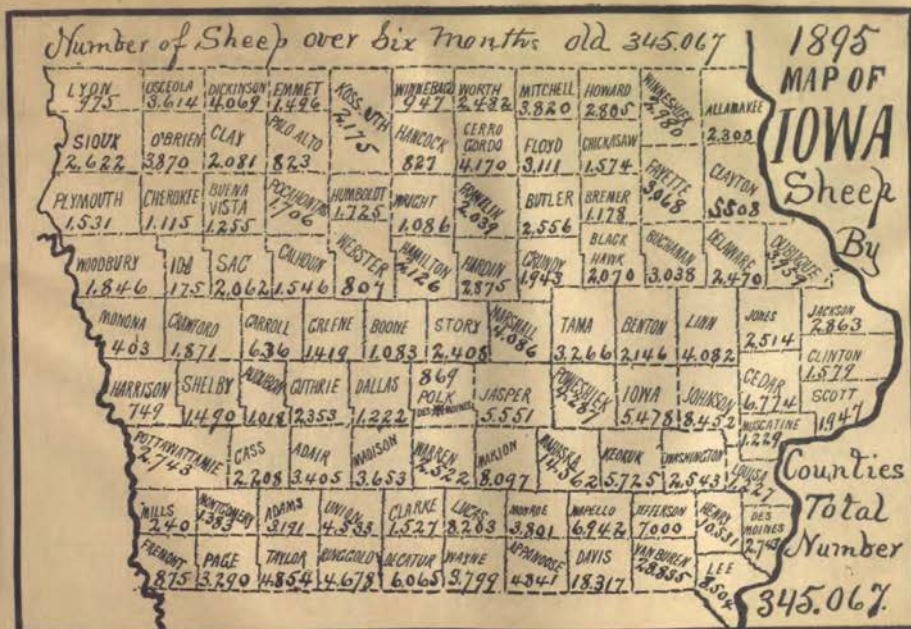 Number of Sheep over six months old 345.067
1895
MAP OF
IOWA
Sheep
By
Counties
Total
Number
345.067.
LYON
975
OSCEOLA
3.614
DICKINSON
4.069
EMMET
1.496
KOSSUTH
2.175
WINNEBAGO
947
WORTH
2.482
MITCHELL
3.820
HOWARD
2.805
WINNESHIEK
2.980
ALLAMAKEE
2.308
SIOUX
2.622
O'BRIEN
3870
CLAY
2.081
PALO ALTO
823
HANCOCK
827
CERRO
GORDO
4.170
FLOYD
3.111
CHICKASAW
1.574
FAYETTE
3.068
CLAYTON
5508
PLYMOUTH
1.531
CHEROKEE
1.115
BUENA
VISTA
1.255
POCAHONTAS
1.706
HUMBOLDT
1.725
WRIGHT
1.086
FRANKLIN
2.039
BUTLER
2.556
BREMER
1.178
WOODBURY
1.846
IDA
175
SAC
2.062
CALHOUN
1.546
WEBSTER
807
HAMILTON
2.126
HARDIN
2875
GRUNDY
1.943
BLACK
HAWK
2.070
BUCHANAN
3.038
DELAWARE
2.470
DUBUQUE
MONONA
403
CRAWFORD
1.871
CARROLL
636
GREENE
1.419
BOONE
1.083
STORY
2.408
MARSHALL
4.086
TAMA
3.266
BENTON
2.146
LINN
4.082
JONES
2.514
JACKSON
2.863
CLINTON
1.579
HARRISON
749
SHELBY
1.490
AUDUBON
1.018
GUTHRIE
2353
DALLAS
1.222
869
POLK
DES MOINES
JASPER
5.551
POWESHIEK
4.287
IOWA
5.478
JOHNSON
8.452
CEDAR
6.774
SCOTT
1.947
MUSCATINE
1.229
POTTAWATTAMIE
2.743
CASS
2.208
ADAIR
3.405
MADISON
3.653
WARREN
2.522
MARION
8.097
MAHASKA
14.362
KEOKUK
5.725
WASHINGTON
2.543
LOUISA
1.227
MILLS
240
MONTGOMERY
1.383
ADAMS
3.191
UNION
4.533
CLARKE
1.527
LUCAS
8.203
MONROE
3.801
WAPELLO
6.942
JEFFERSON
7.000
HENRY
10.531
DES
MOINES
2.743
FREMONT
875
PAGE
3.290
TAYLOR
4.854
RINGGOLD
4.678
DECATUR
6.065
WAYNE
3.799
APPANOOSE
4841
DAVIS
18.317
VAN BUREN
28.835
LEE
8.504